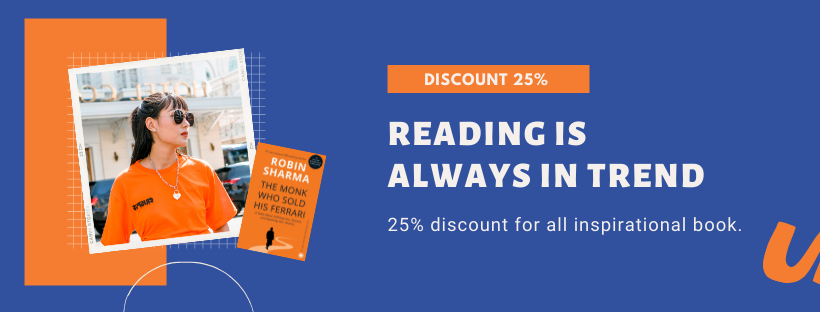 DISCOUNT 25%
READING IS
ALWAYS IN TREND
25% discount for all inspirational book.
ROBIN
SHARMA
THE MONK
WHO SOLD
HIS FERRARI